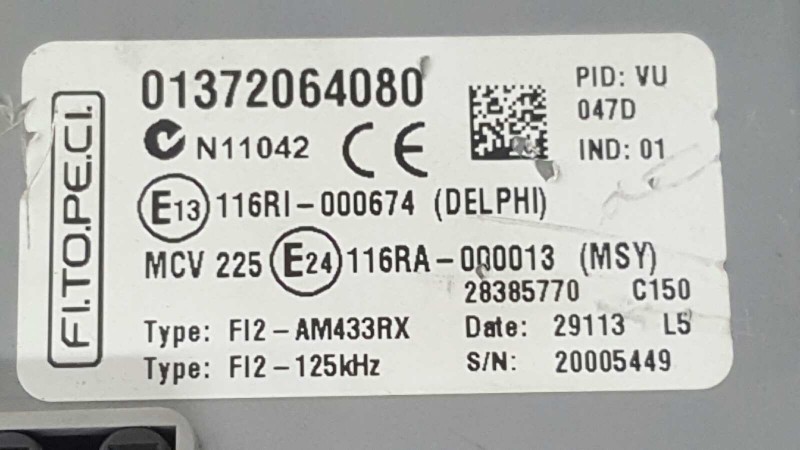 FI.TO.PE.C.I.
01372064080
PID: VU
047D
IND: 01
N11042 CE
E13 116RI-000674 (DELPHI)
MCV 225 E24 116RA-000013 (MSY)
28385770 C150
Type: FI2-AM433RX Date: 29113 L5
Type: FI2-125kHz S/N: 20005449